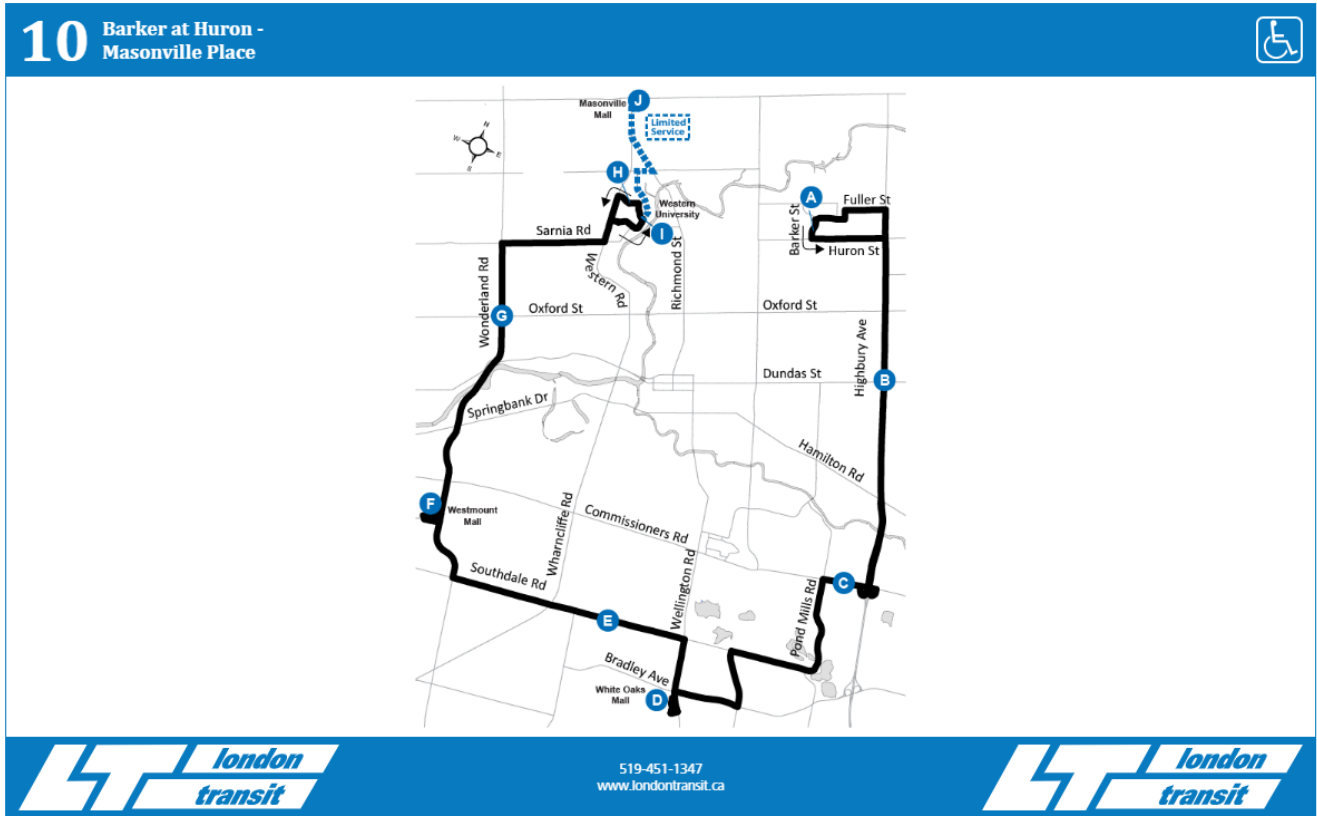 10
Barker at Huron -
Masonville Place
J
Masonville
Mall
Limited
Service
N
W
E
S
H
A
Western
University
Fuller St
I
Barker St
Sarnia Rd
Huron St
Western Rd
Richmond St
Wonderland Rd
G
Oxford St
Oxford St
Highbury Ave
Dundas St
B
Springbank Dr
Hamilton Rd
F
Westmount
Mall
Wharncliffe Rd
Commissioners Rd
Southdale Rd
Wellington Rd
C
Pond Mills Rd
E
Bradley Ave
White Oaks
Mall
D
LT london
transit
519-451-1347
www.londontransit.ca
LT london
transit